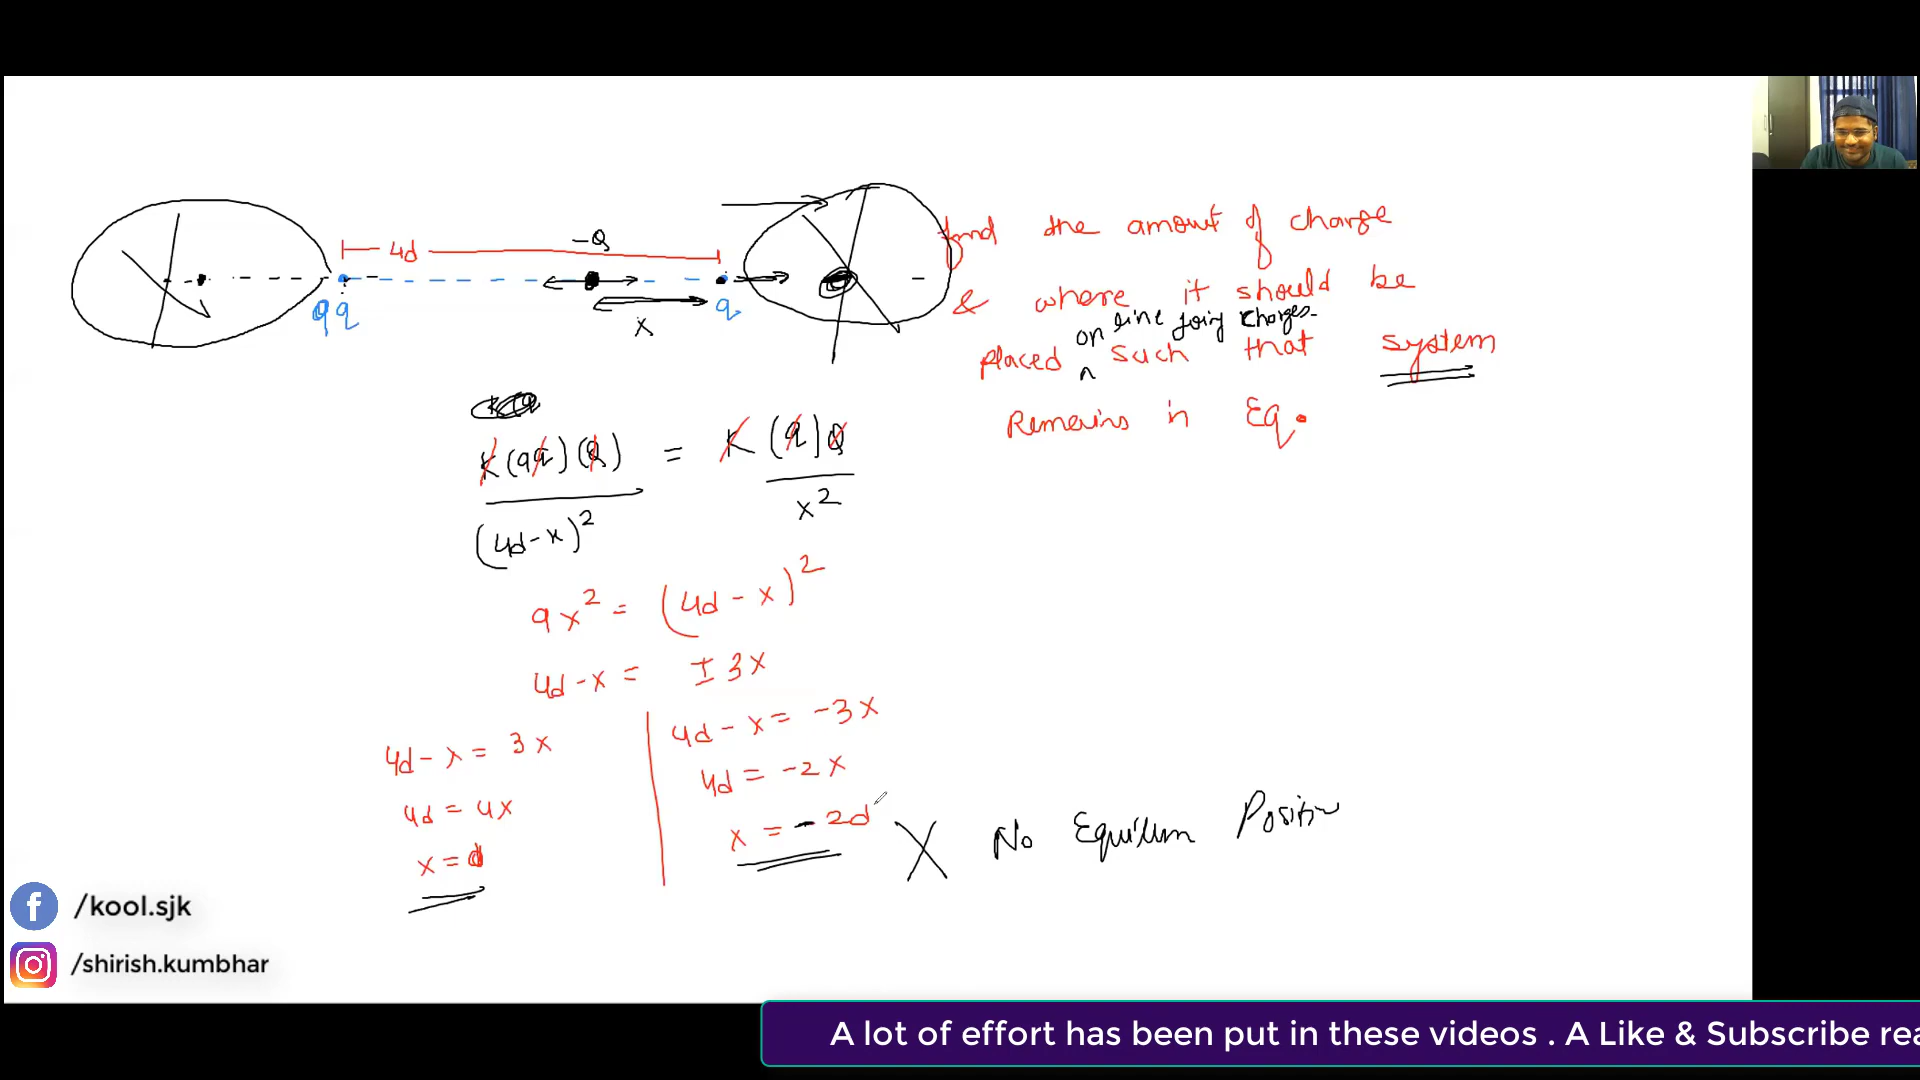 find the amount of charge
& where it should be
on line joing charges-
placed ^ such that system
Remains in Eq.
4d
-Q
9q
q
x
K(9q)(Q) = K(q)Q
(4d-x)² x²
9x² = (4d-x)²
4d-x = ±3x
4d-x = 3x
4d = 4x
x = d
4d-x = -3x
4d = -2x
x = -2d
X No Equilibrium Position
/kool.sjk
/shirish.kumbhar
A lot of effort has been put in these videos . A Like & Subscribe rea